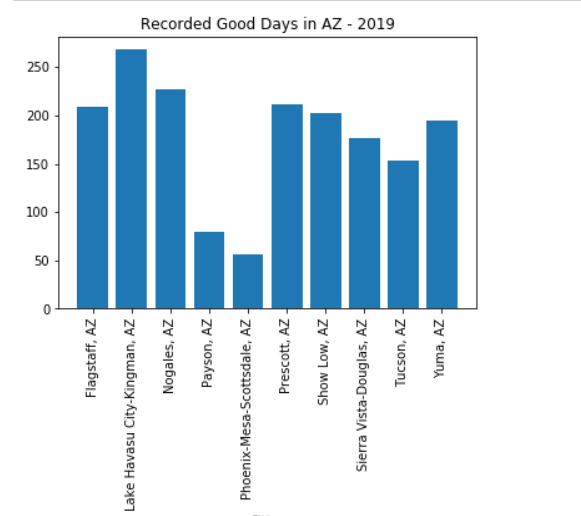 Recorded Good Days in AZ - 2019
250
200
150
100
50
0
Flagstaff, AZ
Lake Havasu City-Kingman, AZ
Nogales, AZ
Payson, AZ
Phoenix-Mesa-Scottsdale, AZ
Prescott, AZ
Show Low, AZ
Sierra Vista-Douglas, AZ
Tucson, AZ
Yuma, AZ